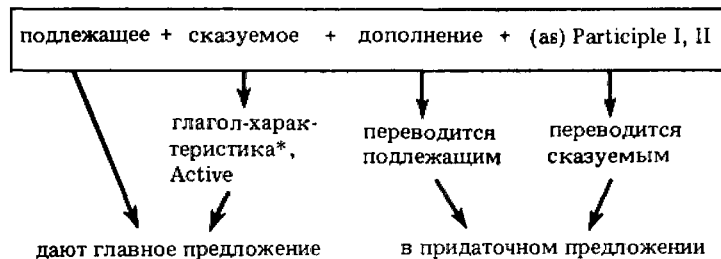 подлежащее + сказуемое + дополнение + (as) Participle I, II
глагол-харак-
теристика*,
Active
переводится
подлежащим
переводится
сказуемым
дают главное предложение
в придаточном предложении